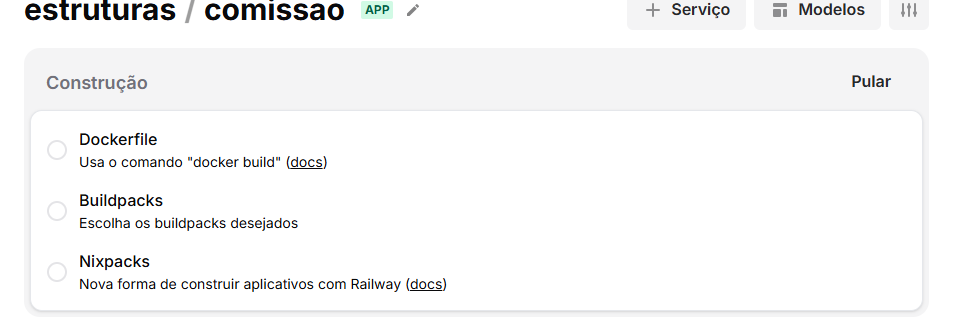 estruturas / comissao APP
Serviço
Modelos
Construção
Pular
Dockerfile
Usa o comando "docker build" (docs)
Buildpacks
Escolha os buildpacks desejados
Nixpacks
Nova forma de construir aplicativos com Railway (docs)